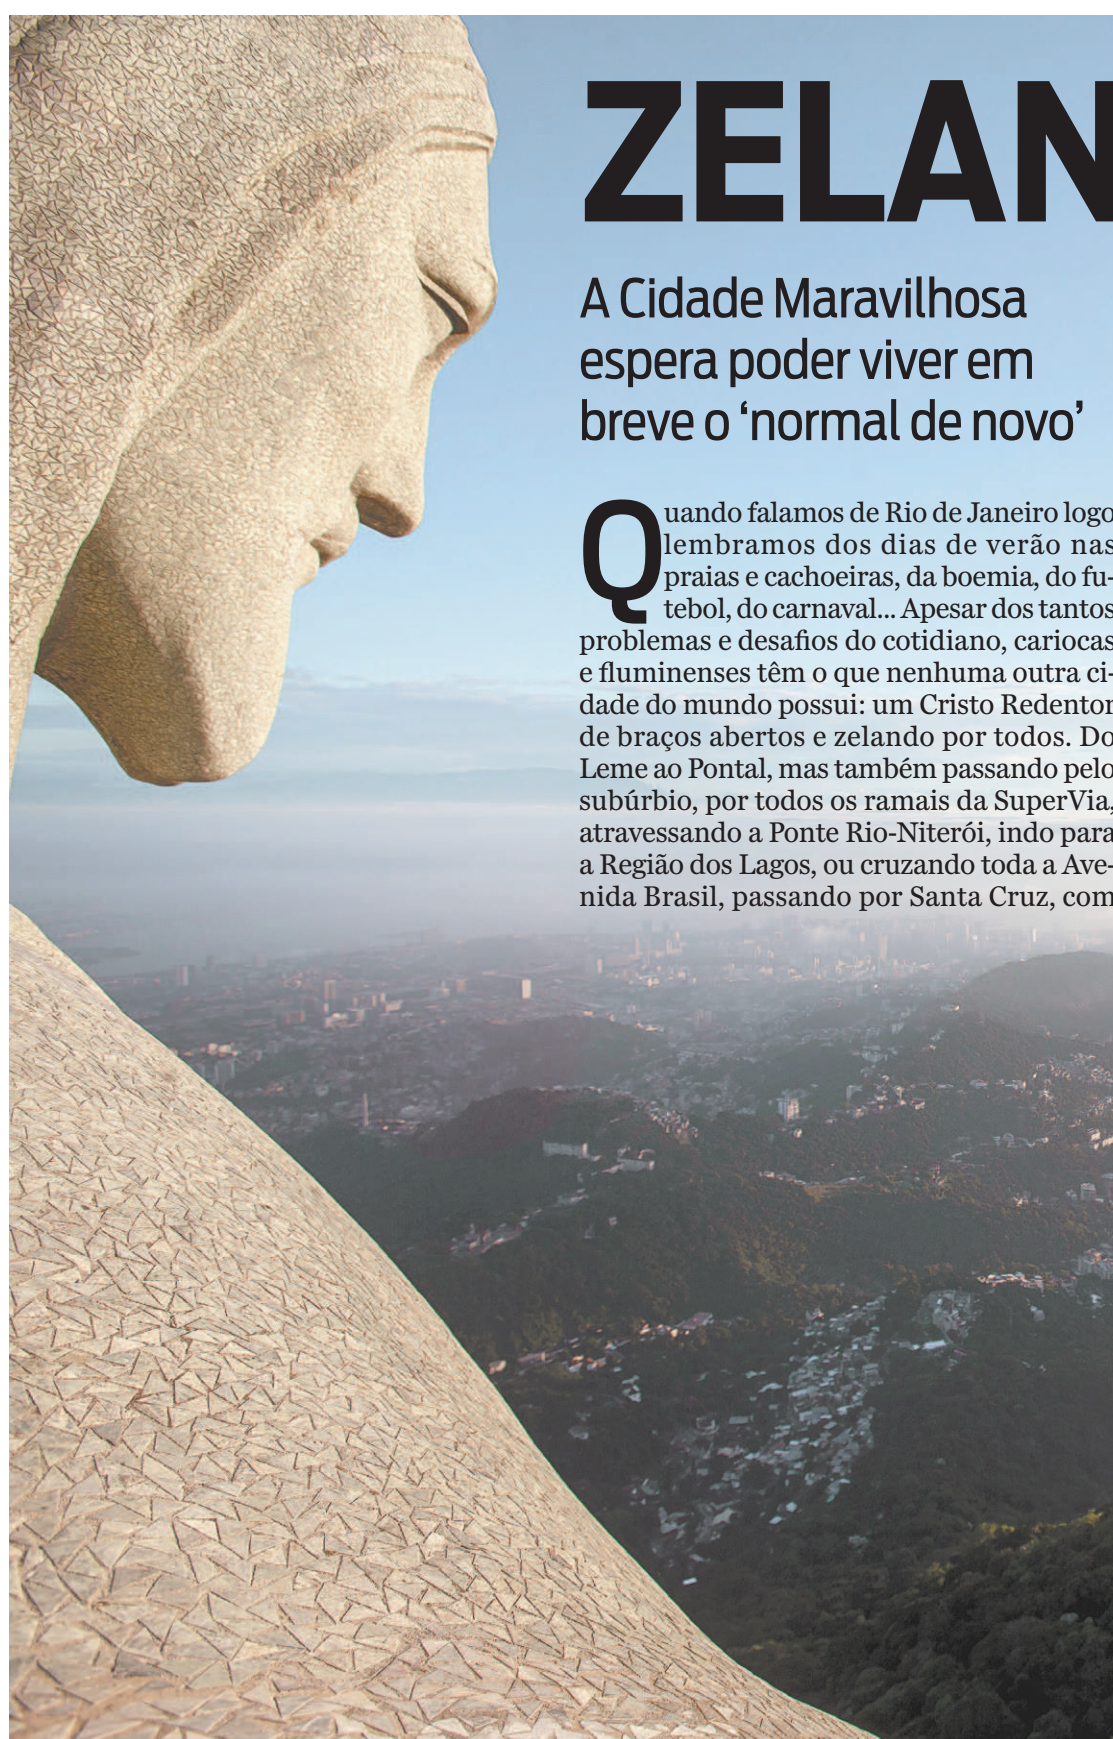 ZELAN
A Cidade Maravilhosa
espera poder viver em
breve o ‘normal de novo’
Quando falamos de Rio de Janeiro logo
lembramos dos dias de verão nas
praias e cachoeiras, da boemia, do fu-
tebol, do carnaval... Apesar dos tantos
problemas e desafios do cotidiano, cariocas
e fluminenses têm o que nenhuma outra ci-
dade do mundo possui: um Cristo Redentor
de braços abertos e zelando por todos. Do
Leme ao Pontal, mas também passando pelo
subúrbio, por todos os ramais da SuperVia,
atravessando a Ponte Rio-Niterói, indo para
a Região dos Lagos, ou cruzando toda a Ave-
nida Brasil, passando por Santa Cruz, com